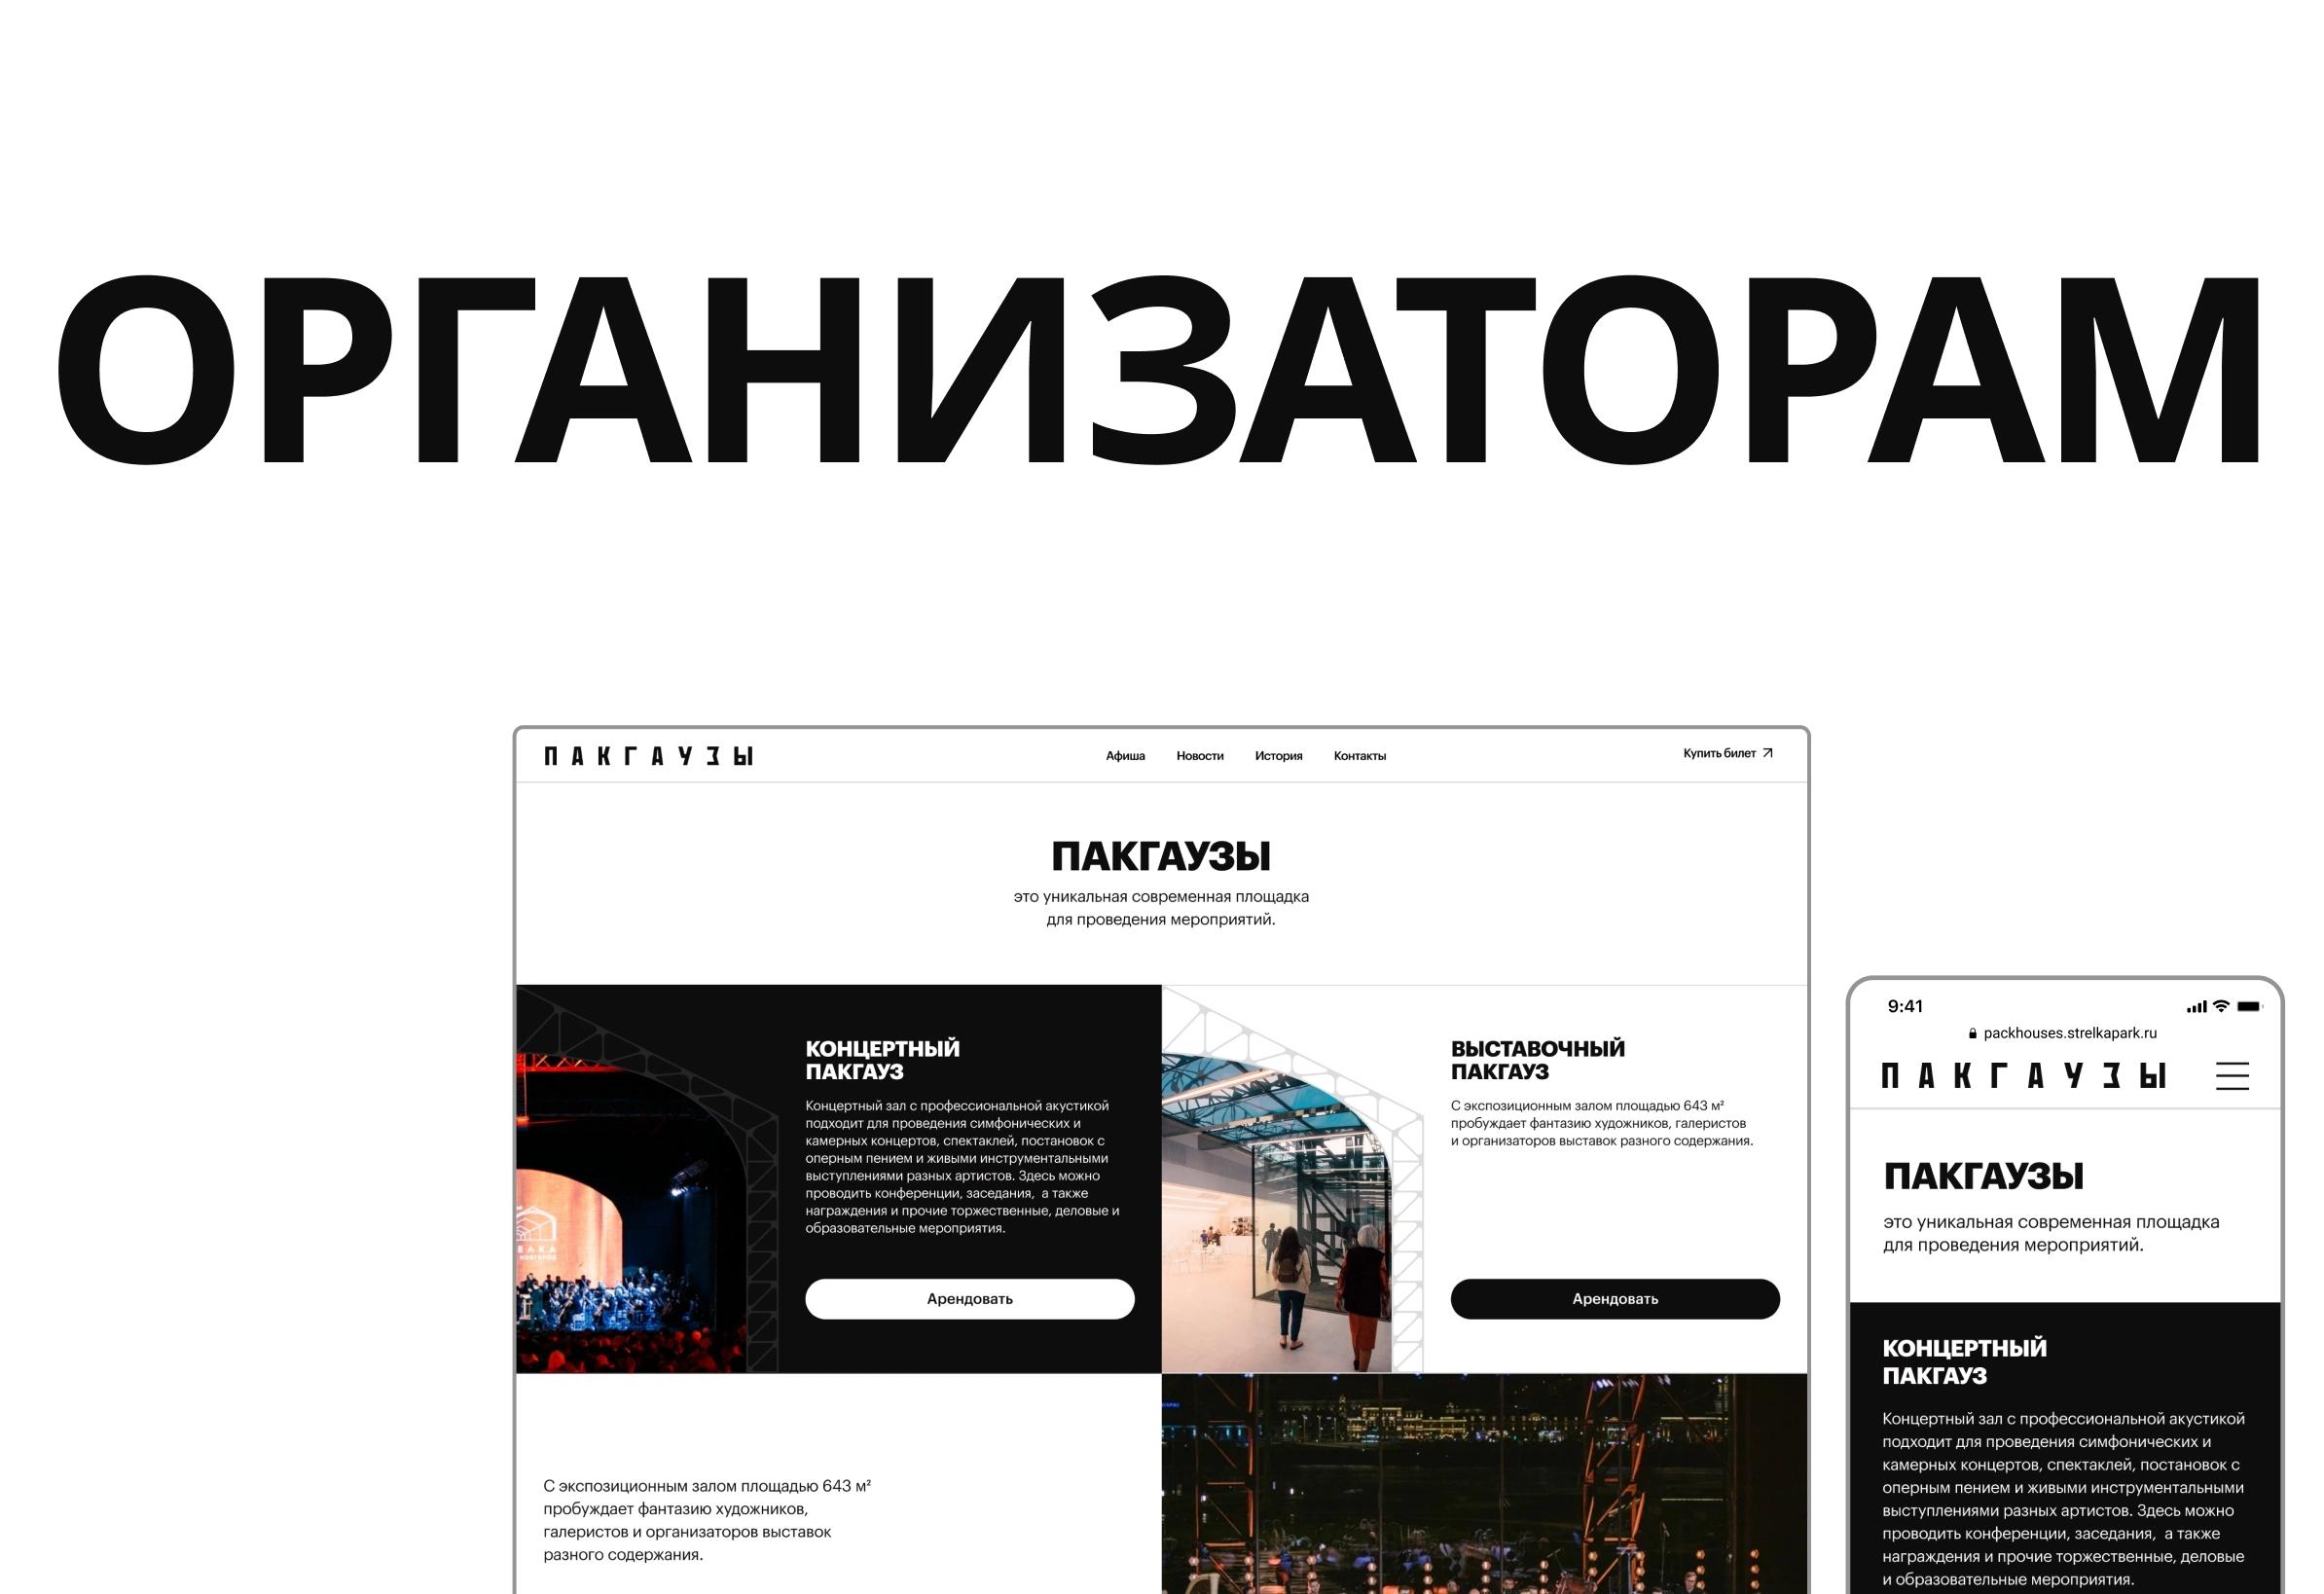 ОРГАНИЗАТОРАМ
ПАКГАУЗЫ
Афиша
Новости
История
Контакты
Купить билет
ПАКГАУЗЫ
это уникальная современная площадка
для проведения мероприятий.
КОНЦЕРТНЫЙ
ПАКГАУЗ
Концертный зал с профессиональной акустикой
подходит для проведения симфонических и
камерных концертов, спектаклей, постановок с
оперным пением и живыми инструментальными
выступлениями разных артистов. Здесь можно
проводить конференции, заседания,  а также
награждения и прочие торжественные, деловые и
образовательные мероприятия.
Арендовать
ВЫСТАВОЧНЫЙ
ПАКГАУЗ
С экспозиционным залом площадью 643 м²
пробуждает фантазию художников, галеристов
и организаторов выставок разного содержания.
Арендовать
С экспозиционным залом площадью 643 м²
пробуждает фантазию художников,
галеристов и организаторов выставок
разного содержания.
9:41
packhouses.strelkapark.ru
ПАКГАУЗЫ
ПАКГАУЗЫ
это уникальная современная площадка
для проведения мероприятий.
КОНЦЕРТНЫЙ
ПАКГАУЗ
Концертный зал с профессиональной акустикой
подходит для проведения симфонических и
камерных концертов, спектаклей, постановок с
оперным пением и живыми инструментальными
выступлениями разных артистов. Здесь можно
проводить конференции, заседания,  а также
награждения и прочие торжественные, деловые
и образовательные мероприятия.